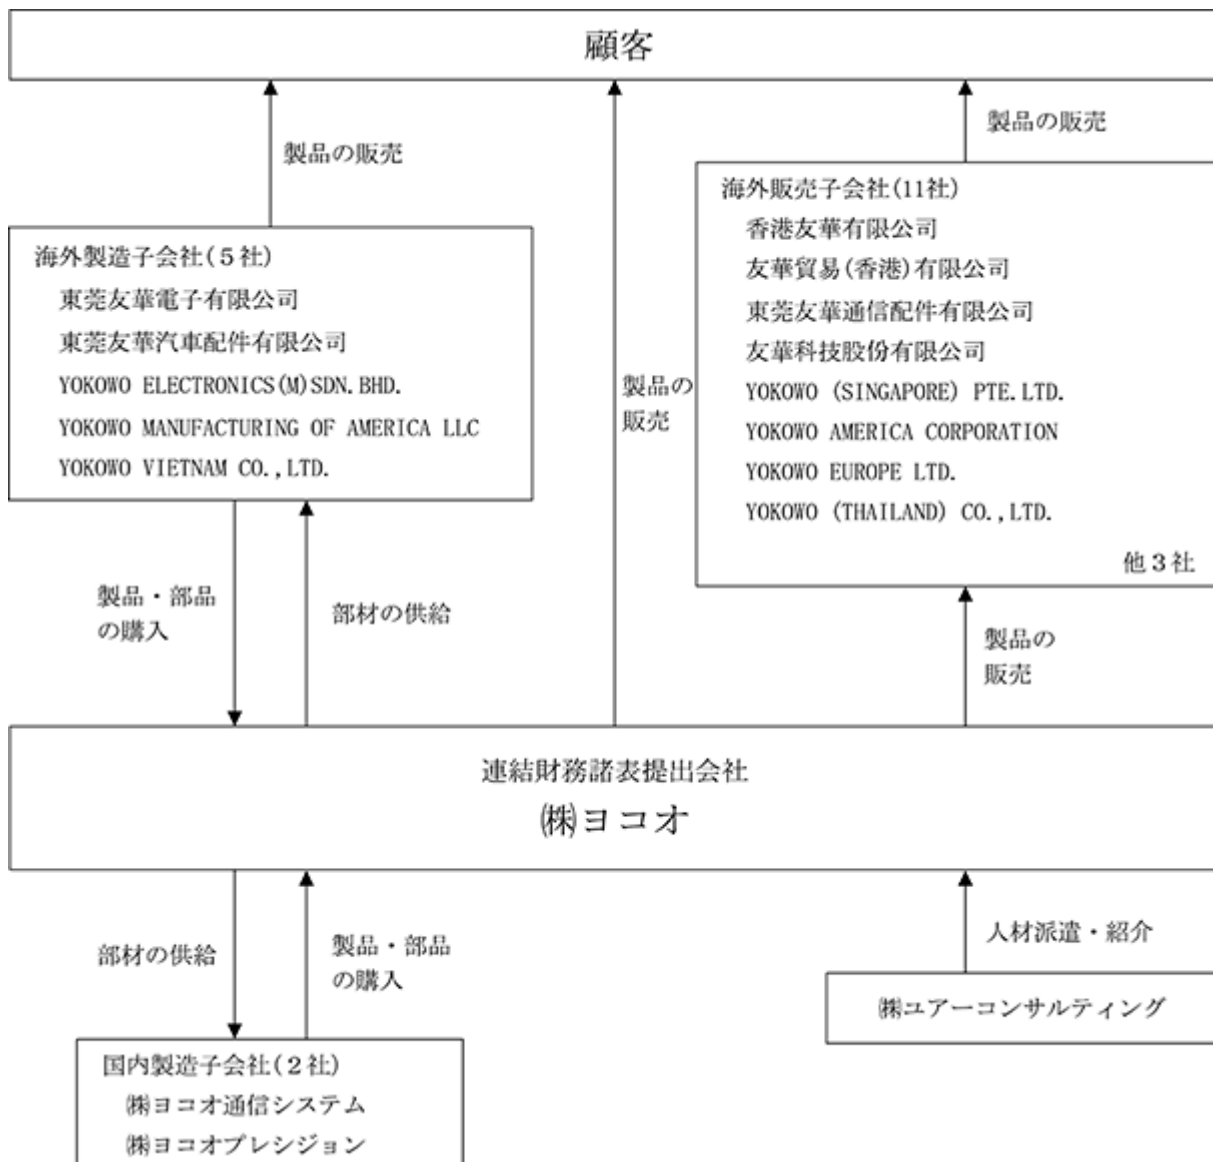 顧客
製品の販売
製品の販売
海外製造子会社(５社)
東莞友華電子有限公司
東莞友華汽車配件有限公司
YOKOWO ELECTRONICS(M)SDN.BHD.
YOKOWO MANUFACTURING OF AMERICA LLC
YOKOWO VIETNAM CO.,LTD.
製品の
販売
海外販売子会社(11社)
香港友華有限公司
友華貿易(香港)有限公司
東莞友華通信配件有限公司
友華科技股份有限公司
YOKOWO (SINGAPORE) PTE.LTD.
YOKOWO AMERICA CORPORATION
YOKOWO EUROPE LTD.
YOKOWO (THAILAND) CO.,LTD.
他３社
製品・部品
の購入
部材の供給
製品の
販売
連結財務諸表提出会社
㈱ヨコオ
部材の供給
製品・部品
の購入
人材派遣・紹介
㈱ユアーコンサルティング
国内製造子会社(２社)
㈱ヨコオ通信システム
㈱ヨコオプレシジョン